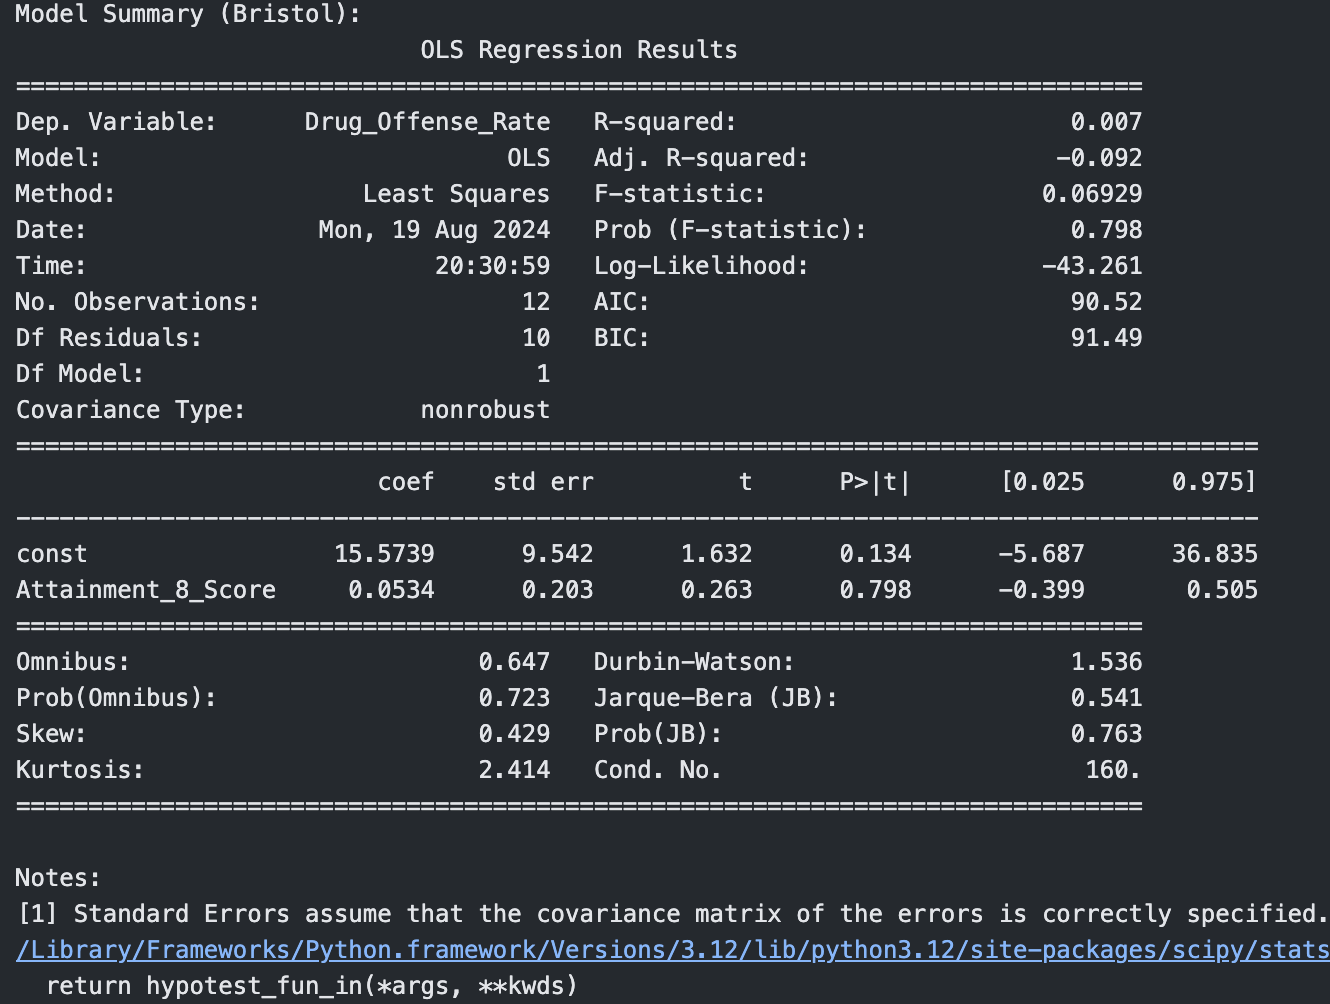 Model Summary (Bristol):
OLS Regression Results
==============================================================================
Dep. Variable: Drug_Offense_Rate R-squared: 0.007
Model: OLS Adj. R-squared: -0.092
Method: Least Squares F-statistic: 0.06929
Date: Mon, 19 Aug 2024 Prob (F-statistic): 0.798
Time: 20:30:59 Log-Likelihood: -43.261
No. Observations: 12 AIC: 90.52
Df Residuals: 10 BIC: 91.49
Df Model: 1
Covariance Type: nonrobust
======================================================================================
coef std err t P>|t| [0.025 0.975]
--------------------------------------------------------------------------------------
const 15.5739 9.542 1.632 0.134 -5.687 36.835
Attainment_8_Score 0.0534 0.203 0.263 0.798 -0.399 0.505
==============================================================================
Omnibus: 0.647 Durbin-Watson: 1.536
Prob(Omnibus): 0.723 Jarque-Bera (JB): 0.541
Skew: 0.429 Prob(JB): 0.763
Kurtosis: 2.414 Cond. No. 160.
==============================================================================
Notes:
[1] Standard Errors assume that the covariance matrix of the errors is correctly specified.
/Library/Frameworks/Python.framework/Versions/3.12/lib/python3.12/site-packages/scipy/stats
return hypotest_fun_in(*args, **kwds)